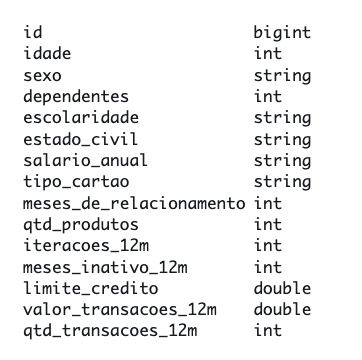 id bigint
idade int
sexo string
dependentes int
escolaridade string
estado_civil string
salario_anual string
tipo_cartao string
meses_de_relacionamento int
qtd_produtos int
iteracoes_12m int
meses_inativo_12m int
limite_credito double
valor_transacoes_12m double
qtd_transacoes_12m int